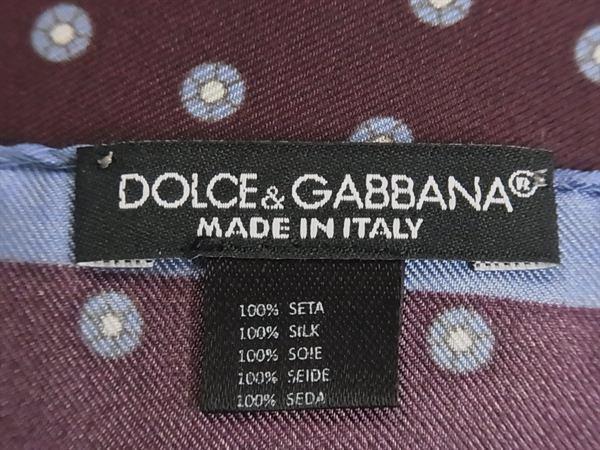 DOLCE & GABBANA®
MADE IN ITALY
100% SETA
100% SILK
100% SOIE
100% SEIDE
100% SEDA